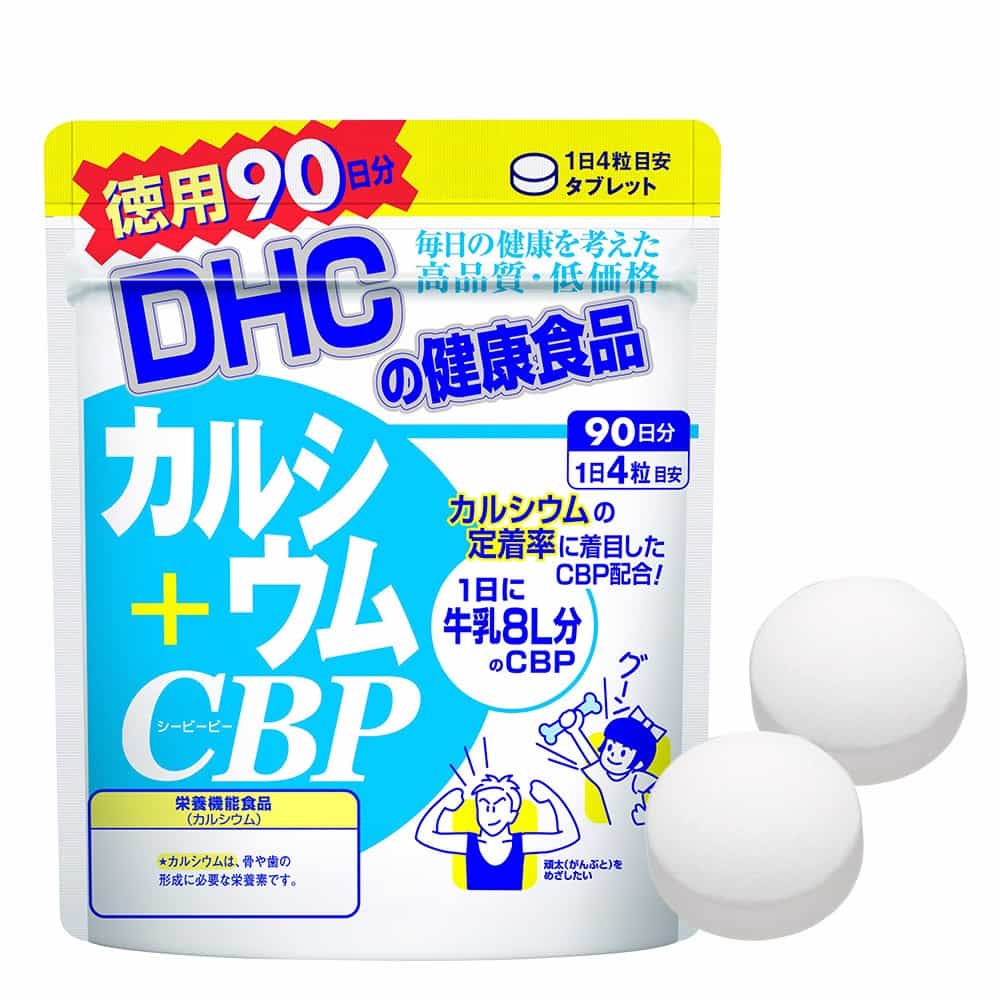 徳用90日分
1日4粒目安
タブレット
毎日の健康を考えた
高品質・低価格
DHC
の健康食品
90日分
1日4粒目安
カルシ
+ウム
シービービー
CBP
カルシウムの
定着率に着目した
CBP配合!
1日に
牛乳8L分
のCBP
グーン
栄養機能食品
(カルシウム)
★カルシウムは、骨や歯の
形成に必要な栄養素です。
頑太(がんぶと)を
めざしたい